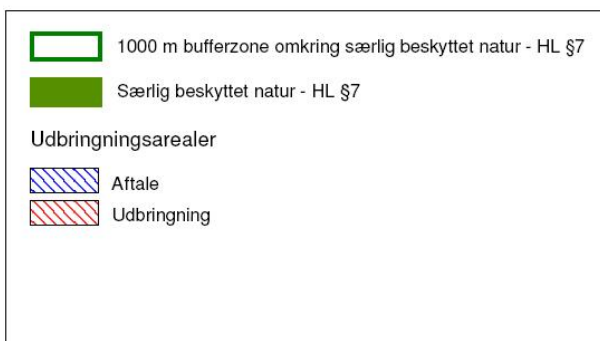 1000 m bufferzone omkring særlig beskyttet natur - HL §7
Særlig beskyttet natur - HL §7
Udbringningsarealer
Aftale
Udbringning